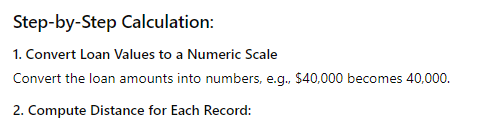 Step-by-Step Calculation:
1. Convert Loan Values to a Numeric Scale
Convert the loan amounts into numbers, e.g., $40,000 becomes 40,000.
2. Compute Distance for Each Record: